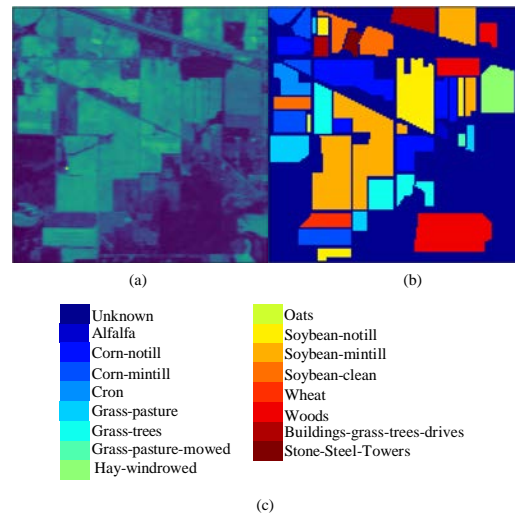 (a)
(b)
Unknown
Alfalfa
Corn-notill
Corn-mintill
Cron
Grass-pasture
Grass-trees
Grass-pasture-mowed
Hay-windrowed
Oats
Soybean-notill
Soybean-mintill
Soybean-clean
Wheat
Woods
Buildings-grass-trees-drives
Stone-Steel-Towers
(c)